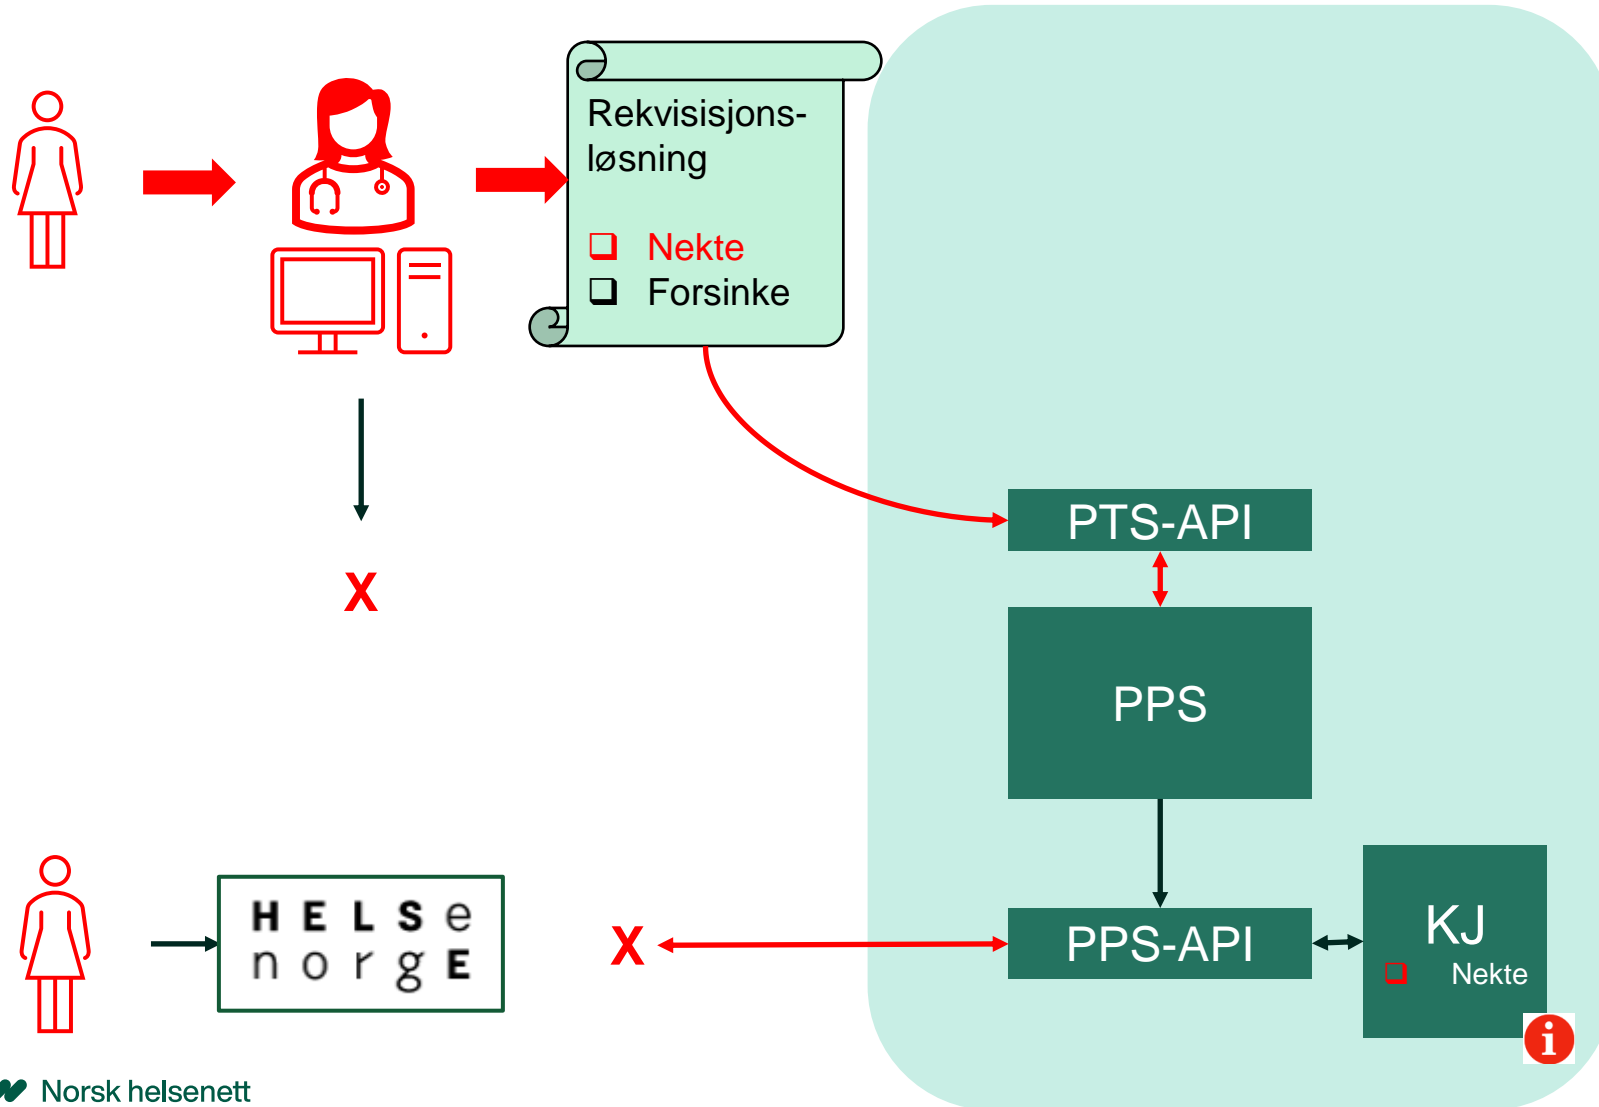 Rekvisisjons-
løsning
Nekte
Forsinke
X
PTS-API
PPS
HELSe
norgE
X
PPS-API
KJ
Nekte
i
Norsk helsenett